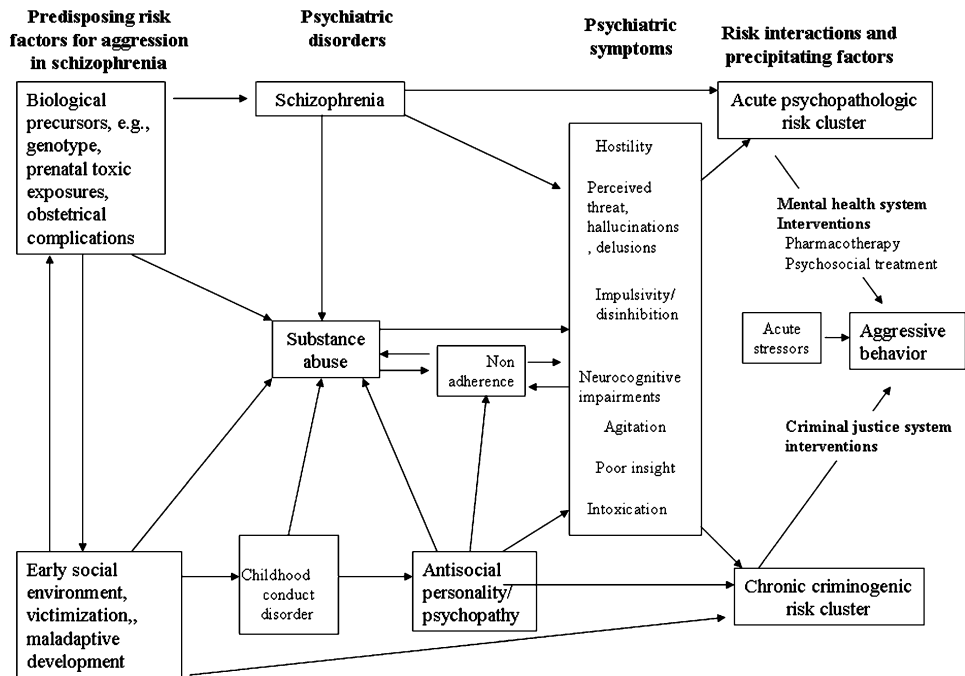 Predisposing risk
factors for aggression
in schizophrenia
Psychiatric
disorders
Psychiatric
symptoms
Risk interactions and
precipitating factors
Biological
precursors, e.g.,
genotype,
prenatal toxic
exposures,
obstetrical
complications
Schizophrenia
Acute psychopathologic
risk cluster
Hostility
Perceived
threat,
hallucinations
, delusions
Impulsivity/
disinhibition
Neurocognitive
impairments
Agitation
Poor insight
Intoxication
Mental health system
Interventions
Pharmacotherapy
Psychosocial treatment
Substance
abuse
Non
adherence
Acute
stressors
Aggressive
behavior
Criminal justice system
interventions
Early social
environment,
victimization,,
maladaptive
development
Childhood
conduct
disorder
Antisocial
personality/
psychopathy
Chronic criminogenic
risk cluster